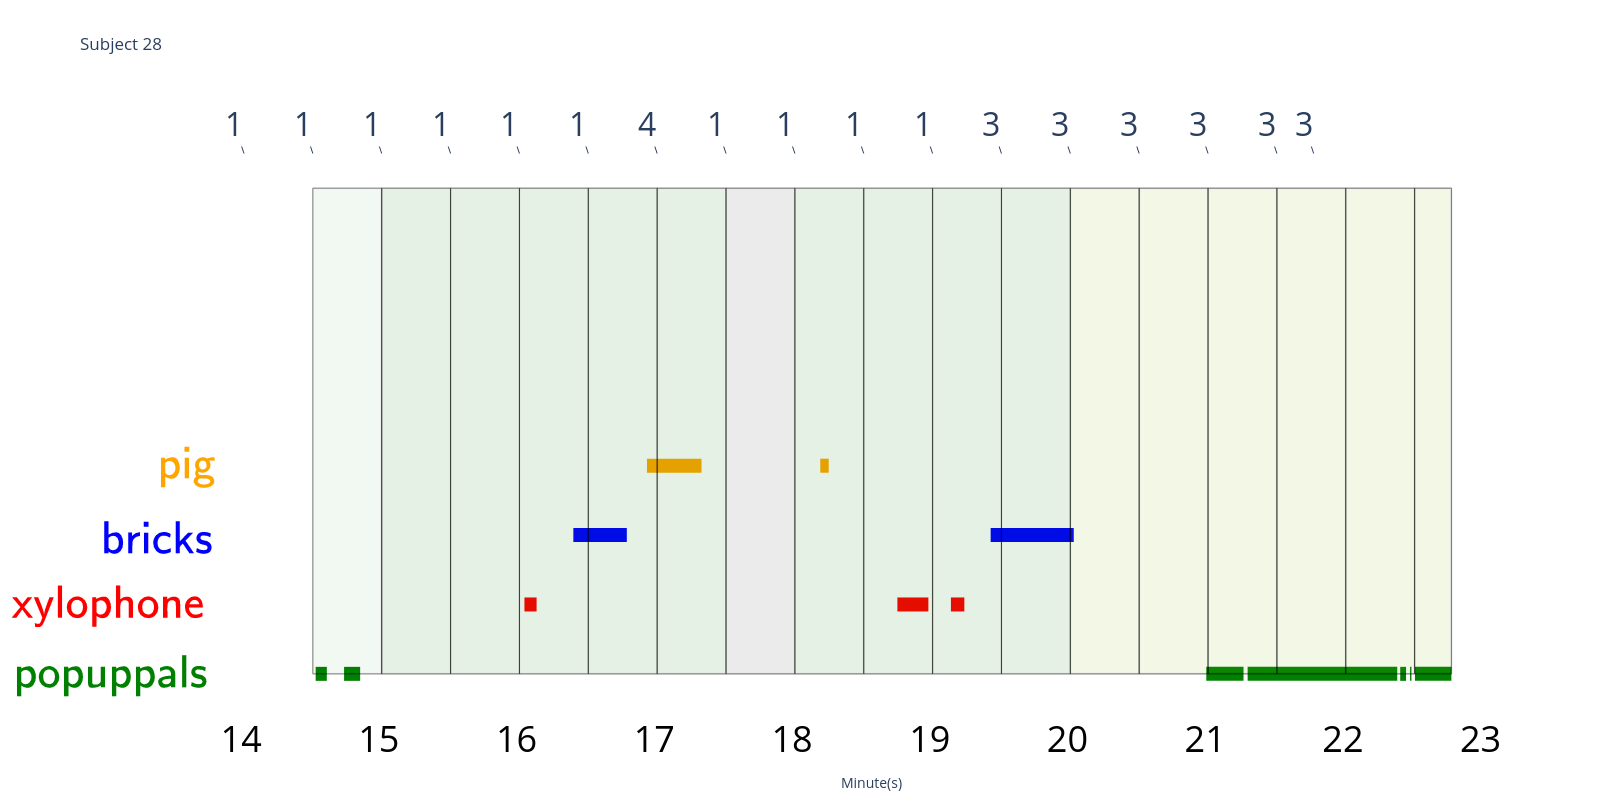 Subject 28
1 1 1 1 1 1 4 1 1 1 1 3 3 3 3 3 3
pig
bricks
xylophone
popuppals
14 15 16 17 18 19 20 21 22 23
Minute(s)